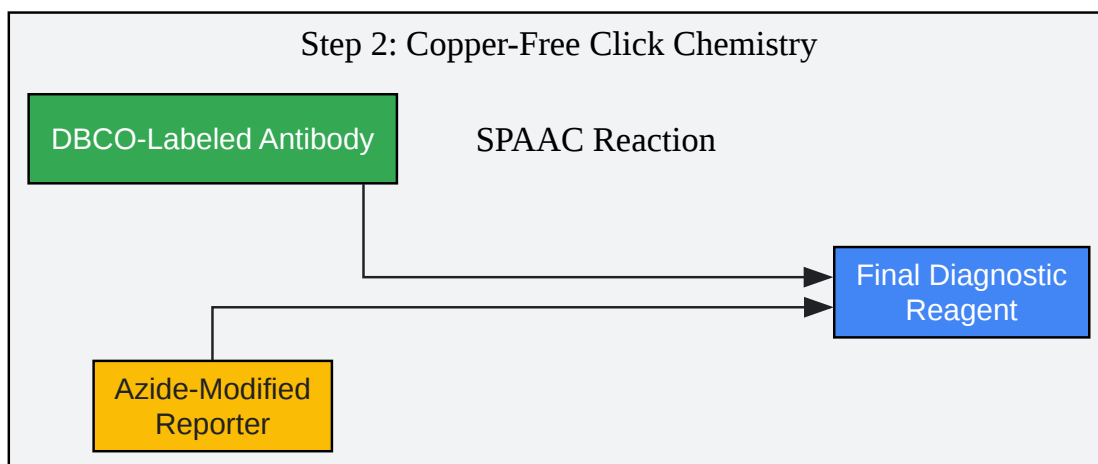 Step 2: Copper-Free Click Chemistry
DBCO-Labeled Antibody
SPAAC Reaction
Final Diagnostic
Reagent
Azide-Modified
Reporter